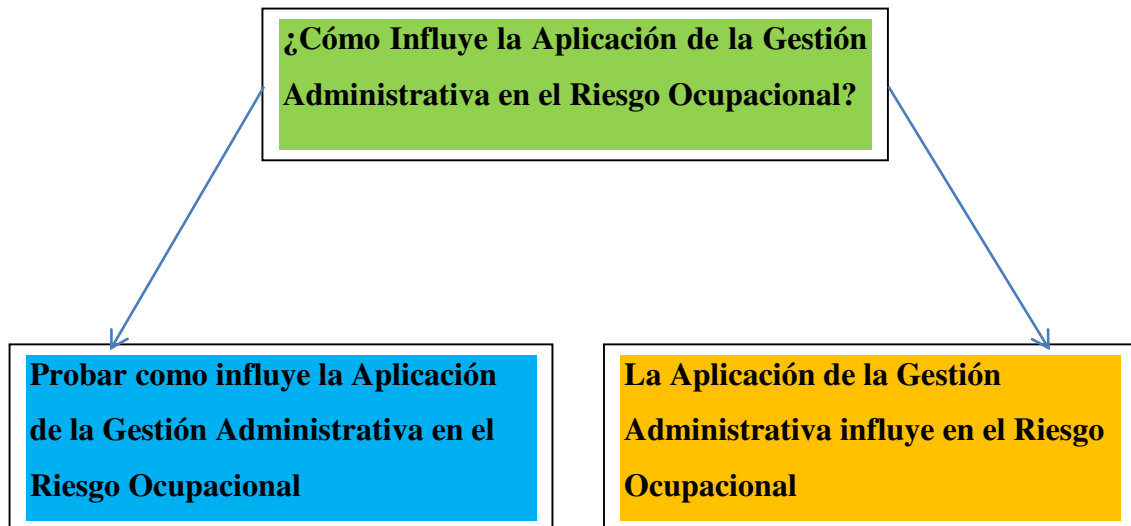 ¿Cómo Influye la Aplicación de la Gestión
Administrativa en el Riesgo Ocupacional?
Probar como influye la Aplicación
de la Gestión Administrativa en el
Riesgo Ocupacional
La Aplicación de la Gestión
Administrativa influye en el Riesgo
Ocupacional